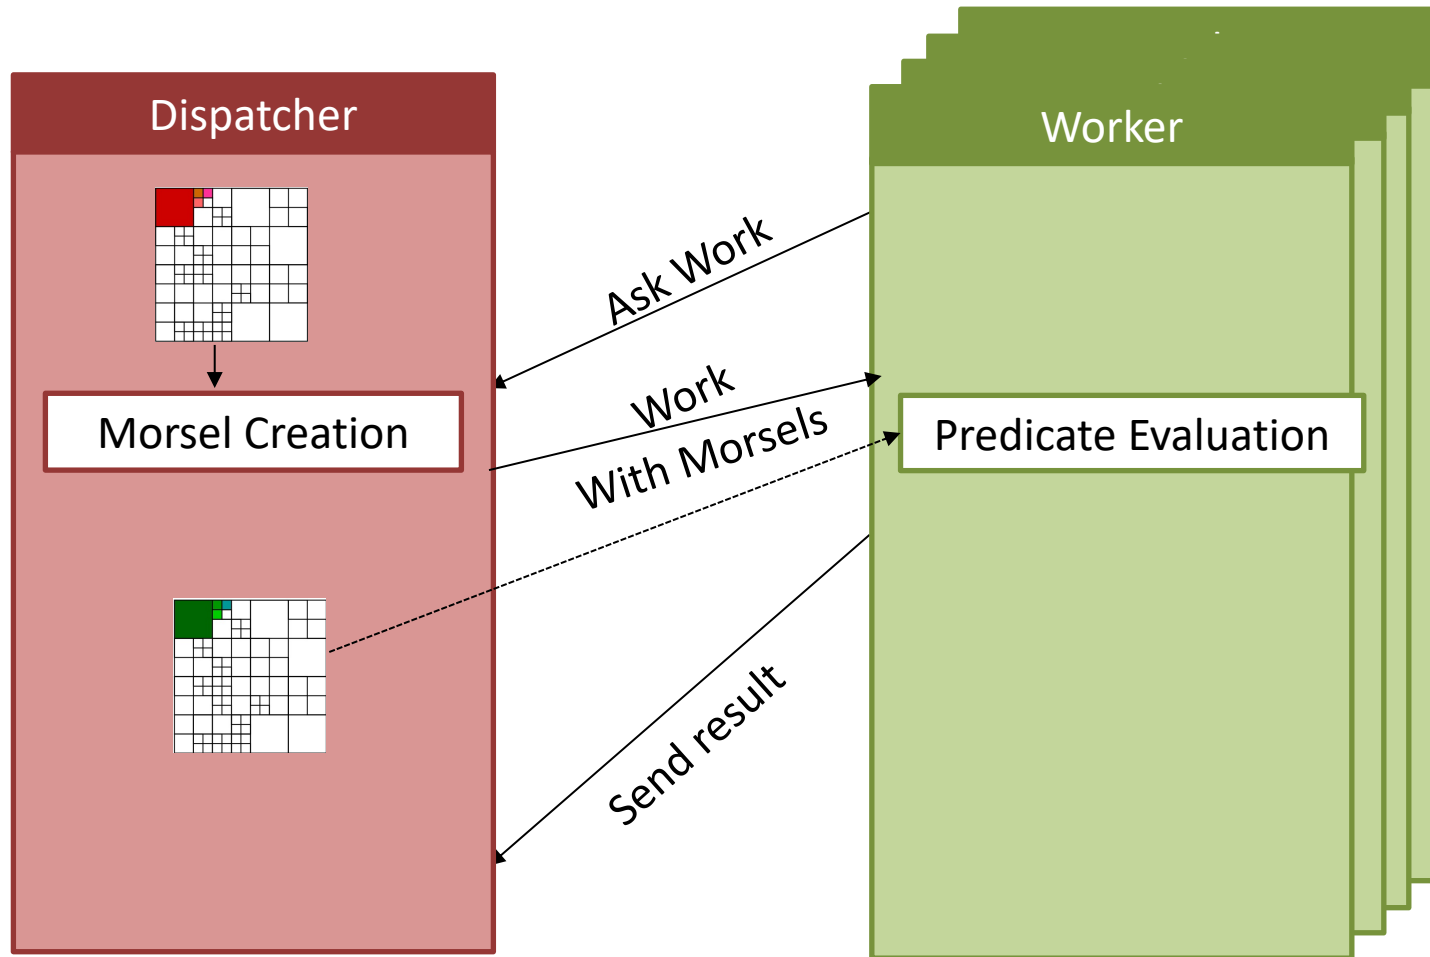 Dispatcher
Worker
Ask Work
Work
With Morsels
Morsel Creation
Predicate Evaluation
Send result